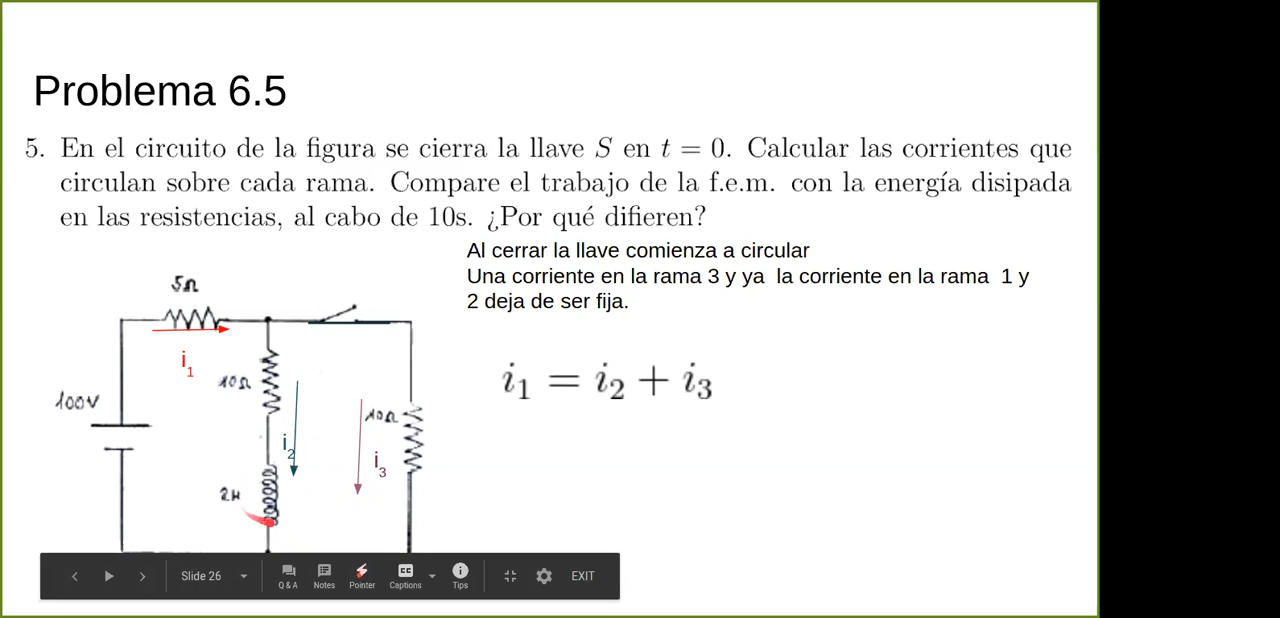 Problema 6.5
5. En el circuito de la figura se cierra la llave S en t = 0. Calcular las corrientes que
circulan sobre cada rama. Compare el trabajo de la f.e.m. con la energía disipada
en las resistencias, al cabo de 10s. ¿Por qué difieren?
Al cerrar la llave comienza a circular
Una corriente en la rama 3 y ya la corriente en la rama 1 y
2 deja de ser fija.
5Ω
i1
10Ω
100V
i2
10Ω
i3
2H
i1 = i2 + i3
Slide 26
Q & A
Notes
Pointer
CC
Captions
Tips
EXIT